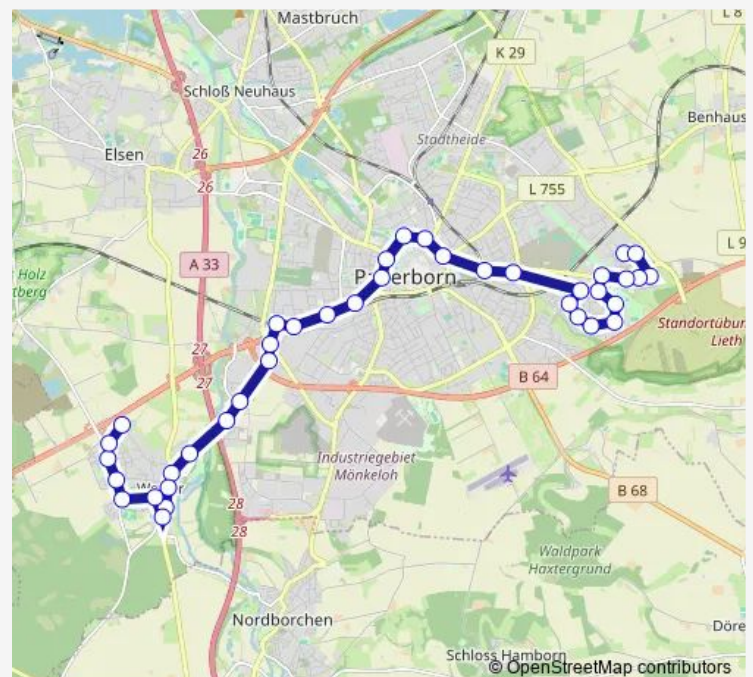 Mastbruch
L 8
K 29
Schloß Neuhaus
Benhaus
Stadtheide
26
Elsen
26
L 755
L 9
A 33
Holz
tberg
Paderborn
Standortübun
Lieth
27
27
B 64
Industriegebiet
Mönkeloh
B 68
28
28
Waldpark
Haxtergrund
Nordborchen
Döre
Schloss Hamborn
© OpenStreetMap contributors